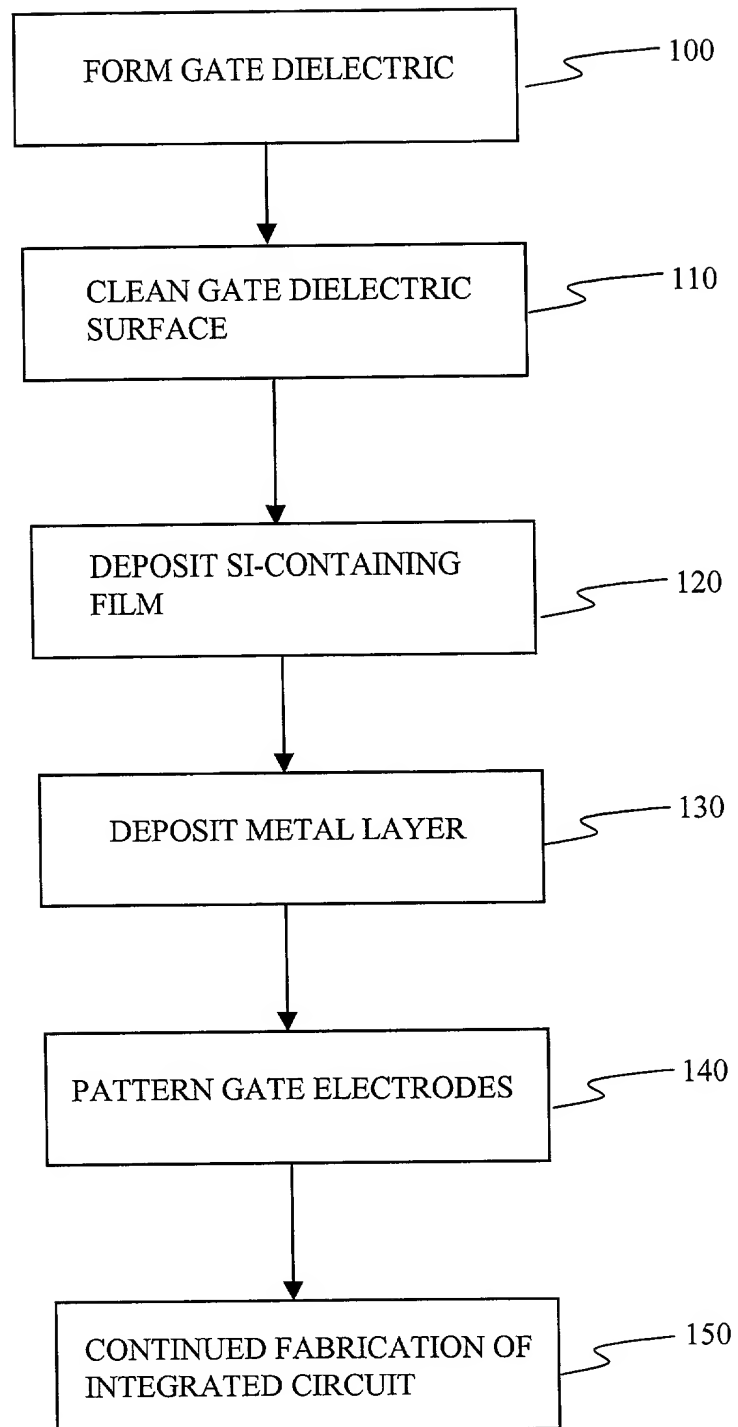 FORM GATE DIELECTRIC
100
CLEAN GATE DIELECTRIC
SURFACE
110
DEPOSIT SI-CONTAINING
FILM
120
DEPOSIT METAL LAYER
130
PATTERN GATE ELECTRODES
140
CONTINUED FABRICATION OF
INTEGRATED CIRCUIT
150